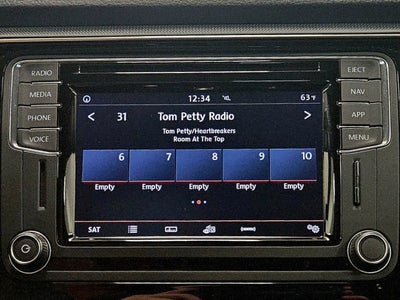 RADIO
MEDIA
PHONE
VOICE
EJECT
NAV
APP
MENU
12:34
63°F
31
Tom Petty Radio
Tom Petty/Heartbreakers
Room At The Top
6 7 8 9 10
Empty Empty Empty Empty Empty
SAT